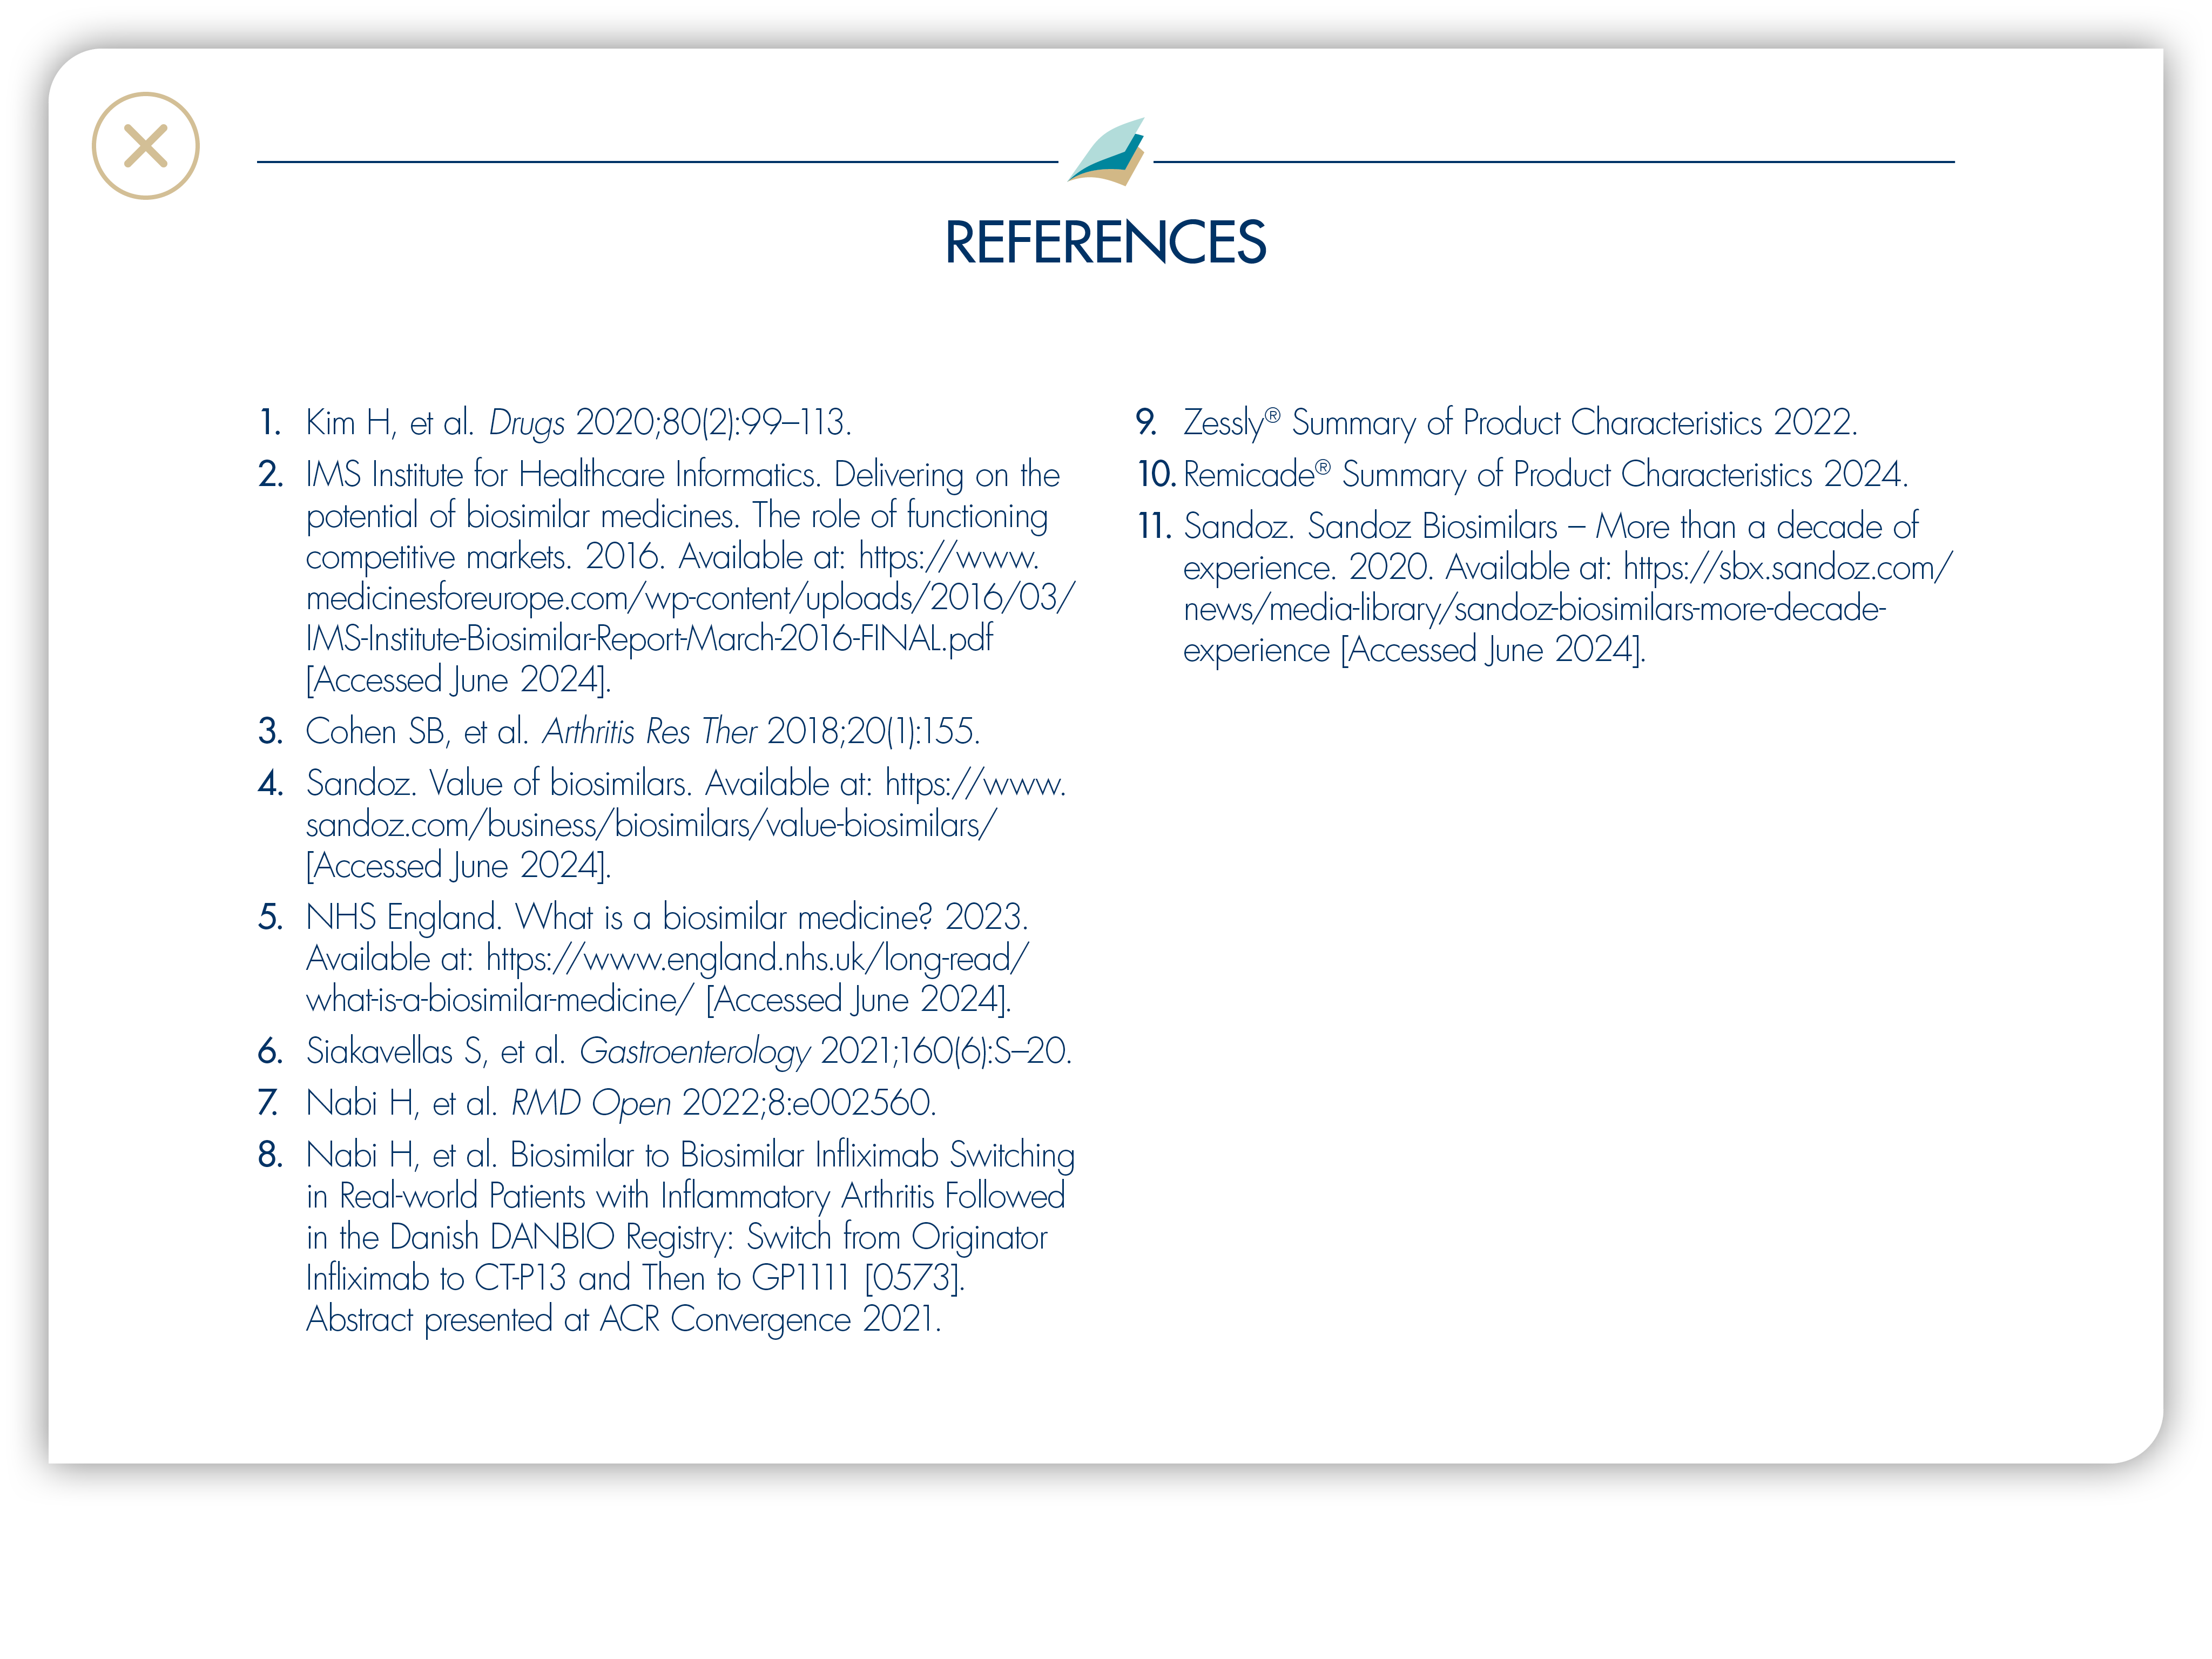 REFERENCES
1. Kim H, et al. Drugs 2020;80(2):99–113.
2. IMS Institute for Healthcare Informatics. Delivering on the
potential of biosimilar medicines. The role of functioning
competitive markets. 2016. Available at: https://www.
medicinesforeurope.com/wp-content/uploads/2016/03/
IMS-Institute-Biosimilar-Report-March-2016-FINAL.pdf
[Accessed June 2024].
3. Cohen SB, et al. Arthritis Res Ther 2018;20(1):155.
4. Sandoz. Value of biosimilars. Available at: https://www.
sandoz.com/business/biosimilars/value-biosimilars/
[Accessed June 2024].
5. NHS England. What is a biosimilar medicine? 2023.
Available at: https://www.england.nhs.uk/long-read/
what-is-a-biosimilar-medicine/ [Accessed June 2024].
6. Siakavellas S, et al. Gastroenterology 2021;160(6):S–20.
7. Nabi H, et al. RMD Open 2022;8:e002560.
8. Nabi H, et al. Biosimilar to Biosimilar Infliximab Switching
in Real-world Patients with Inflammatory Arthritis Followed
in the Danish DANBIO Registry: Switch from Originator
Infliximab to CT-P13 and Then to GP1111 [0573].
Abstract presented at ACR Convergence 2021.
9. Zessly® Summary of Product Characteristics 2022.
10. Remicade® Summary of Product Characteristics 2024.
11. Sandoz. Sandoz Biosimilars – More than a decade of
experience. 2020. Available at: https://sbx.sandoz.com/
news/media-library/sandoz-biosimilars-more-decade-
experience [Accessed June 2024].